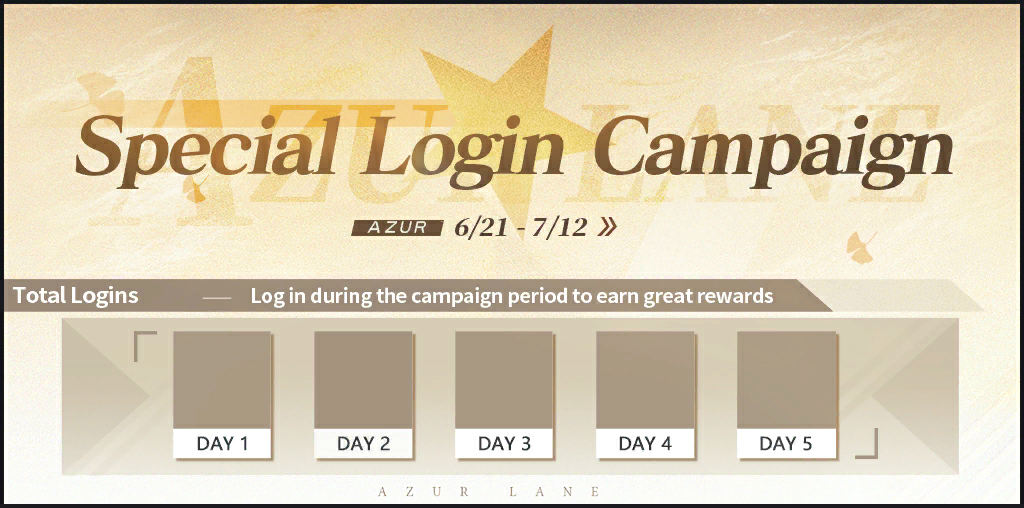 AZUR LANE
Special Login Campaign
AZUR 6/21 - 7/12 »
Total Logins — Log in during the campaign period to earn great rewards
DAY 1 DAY 2 DAY 3 DAY 4 DAY 5
AZUR LANE